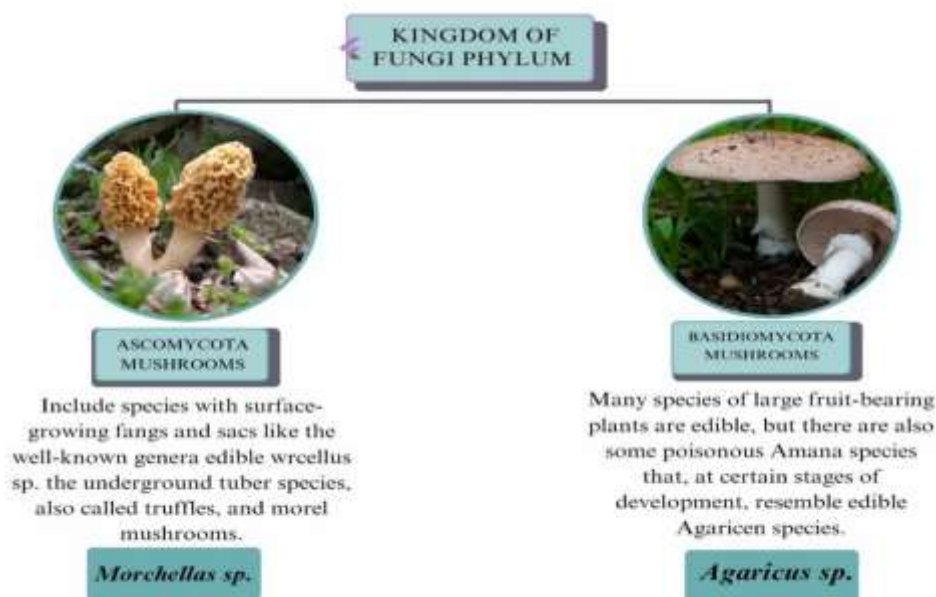 KINGDOM OF
FUNGI PHYLUM
ASCOMYCOTA
MUSHROOMS
Include species with surface-
growing fangs and sacs like the
well-known genera edible wrcellus
sp. the underground tuber species,
also called truffles, and morel
mushrooms.
Morchellas sp.
BASIDIOMYCOTA
MUSHROOMS
Many species of large fruit-bearing
plants are edible, but there are also
some poisonous Amana species
that, at certain stages of
development, resemble edible
Agaricen species.
Agaricus sp.